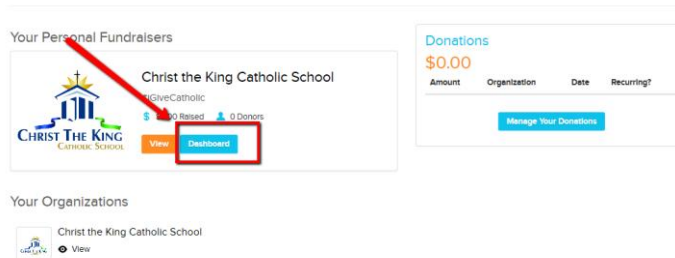 Your Personal Fundraisers
Christ the King Catholic School
iGiveCatholic
$ Raised 0 Donors
View Dashboard
CHRIST THE KING
CATHOLIC SCHOOL
Donations
$0.00
Amount Organization Date Recurring?
Manage Your Donations
Your Organizations
Christ the King Catholic School
View